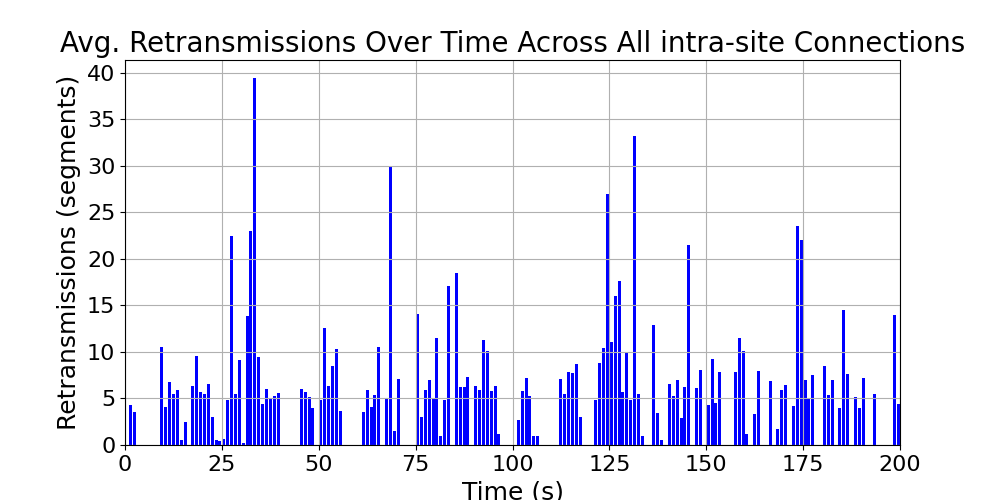 Avg. Retransmissions Over Time Across All intra-site Connections
Retransmissions (segments)
40
35
30
25
20
15
10
5
0
0 25 50 75 100 125 150 175 200
Time (s)